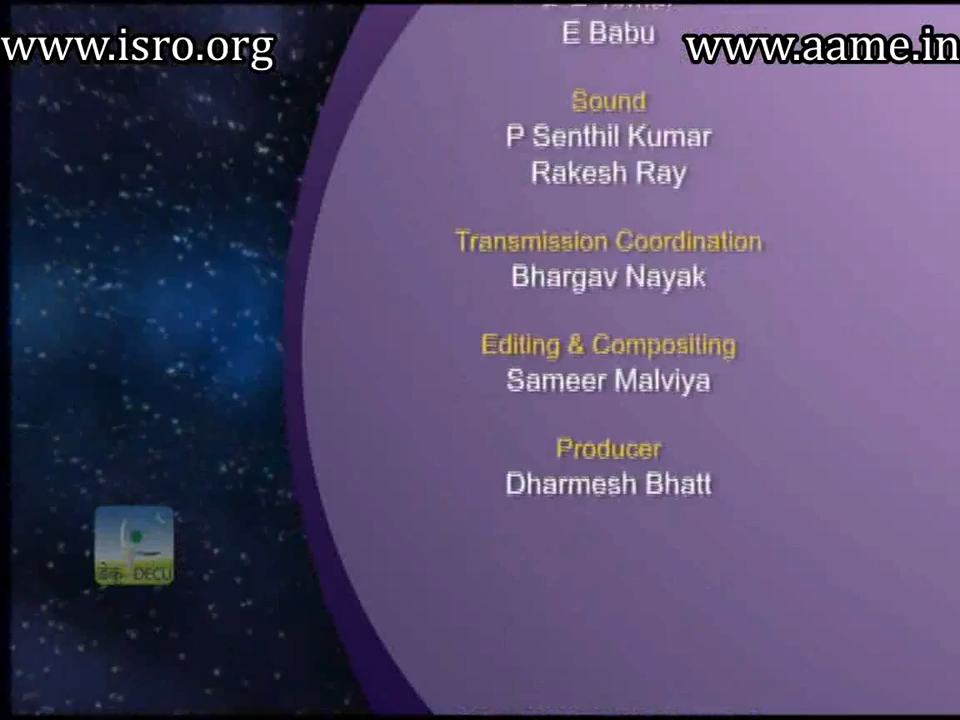 www.isro.org
www.aame.in
E Babu
Sound
P Senthil Kumar
Rakesh Ray
Transmission Coordination
Bhargav Nayak
Editing & Compositing
Sameer Malviya
Producer
Dharmesh Bhatt
डेकू DECU